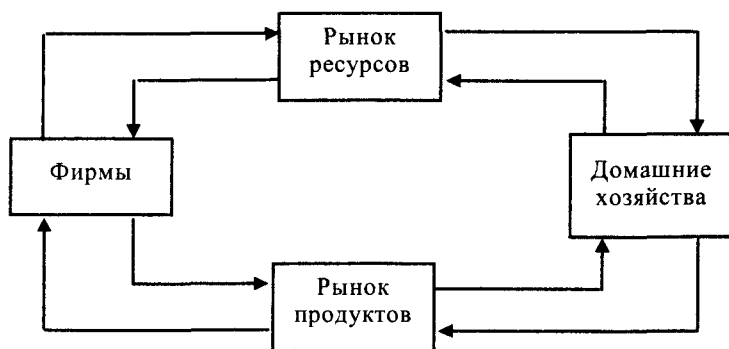 Рынок
ресурсов
Фирмы
Домашние
хозяйства
Рынок
продуктов